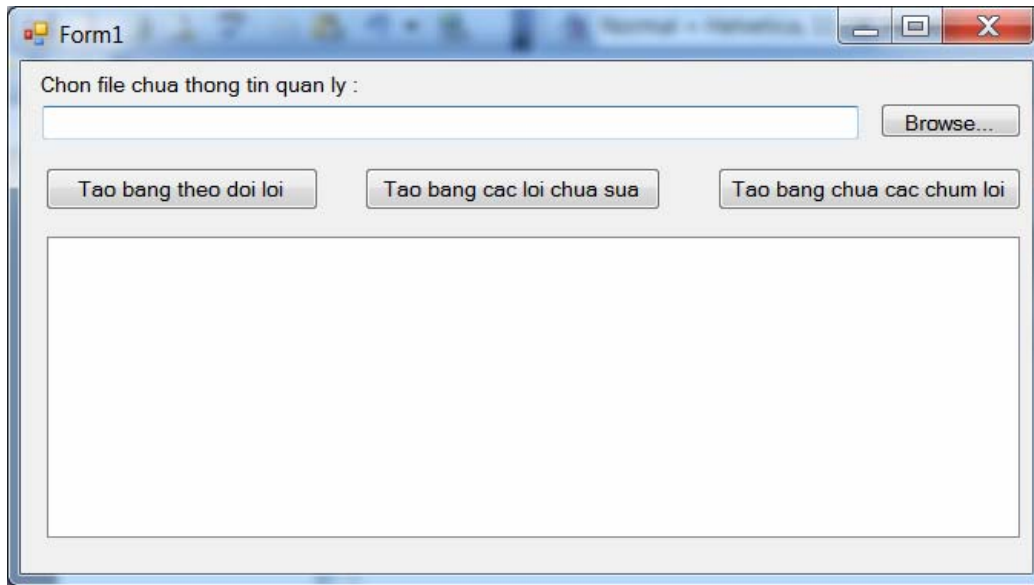 Form1
Chon file chua thong tin quan ly :
Browse...
Tao bang theo doi loi
Tao bang cac loi chua sua
Tao bang chua cac chum loi